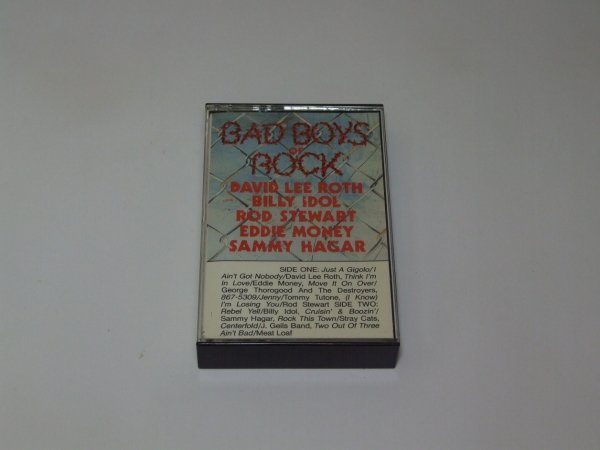 BAD BOYS
OF
ROCK
DAVID LEE ROTH
BILLY IDOL
ROD STEWART
EDDIE MONEY
SAMMY HAGAR
SIDE ONE: Just A Gigolo/I
Ain't Got Nobody/David Lee Roth, Think I'm
In Love/Eddie Money, Move It On Over/
George Thorogood And The Destroyers,
867-5309/Jenny/Tommy Tutone, (I Know)
I'm Losing You/Rod Stewart SIDE TWO:
Rebel Yell/Billy Idol, Cruisin' & Boozin'/
Sammy Hagar, Rock This Town/Stray Cats,
Centerfold/J. Geils Band, Two Out Of Three
Ain't Bad/Meat Loaf